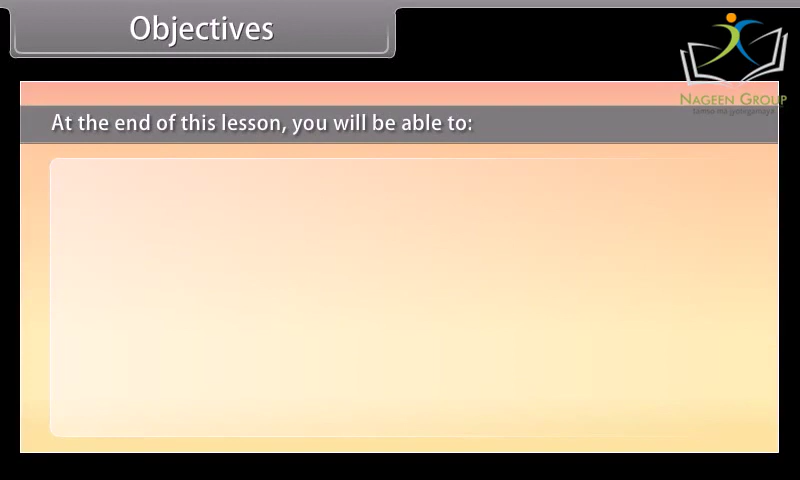 Objectives
NAGEEN GROUP
At the end of this lesson, you will be able to: